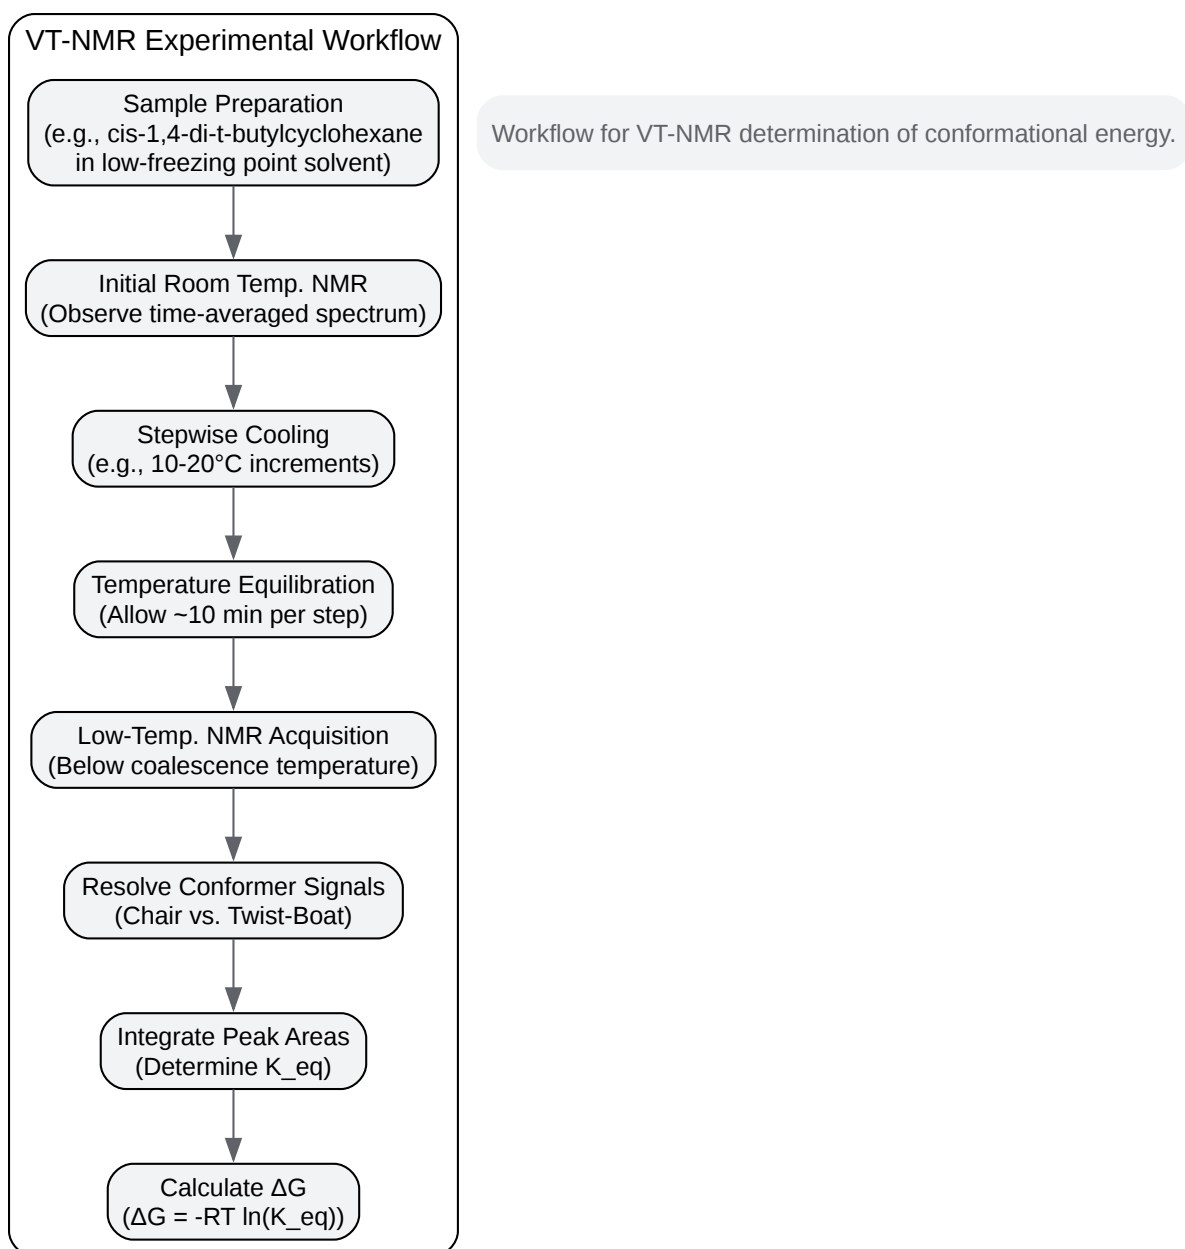 VT-NMR Experimental Workflow
Sample Preparation
(e.g., cis-1,4-di-t-butylcyclohexane
in low-freezing point solvent)
Workflow for VT-NMR determination of conformational energy.
Initial Room Temp. NMR
(Observe time-averaged spectrum)
Stepwise Cooling
(e.g., 10-20°C increments)
Temperature Equilibration
(Allow ~10 min per step)
Low-Temp. NMR Acquisition
(Below coalescence temperature)
Resolve Conformer Signals
(Chair vs. Twist-Boat)
Integrate Peak Areas
(Determine K_eq)
Calculate ΔG
(ΔG = -RT ln(K_eq))